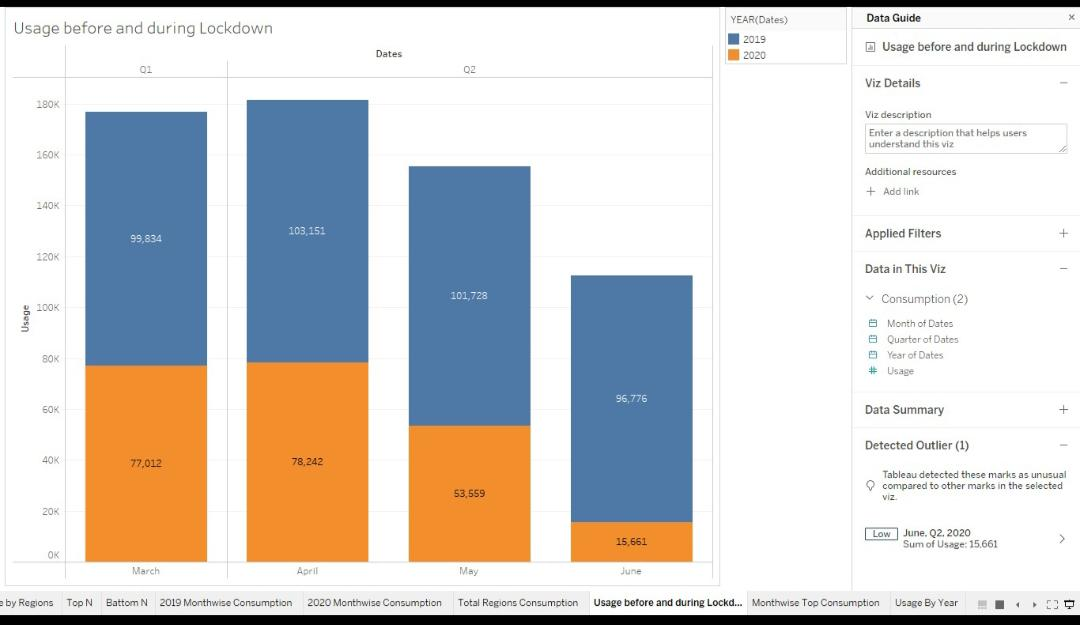 Usage before and during Lockdown
Dates
Q1
Q2
180K
160K
140K
120K
100K
80K
60K
40K
20K
0K
Usage
99,834
77,012
103,151
78,242
101,728
53,559
96,776
15,661
March
April
May
June
YEAR(Dates)
2019
2020
Data Guide
Usage before and during Lockdown
Viz Details
Viz description
Enter a description that helps users
understand this viz
Additional resources
Add link
Applied Filters
Data in This Viz
Consumption (2)
Month of Dates
Quarter of Dates
Year of Dates
Usage
Data Summary
Detected Outlier (1)
Tableau detected these marks as unusual
compared to other marks in the selected
viz.
Low
June, Q2, 2020
Sum of Usage: 15,661
e by Regions
Top N
Battom N
2019 Monthwise Consumption
2020 Monthwise Consumption
Total Regions Consumption
Usage before and during Lockd...
Monthwise Top Consumption
Usage By Year